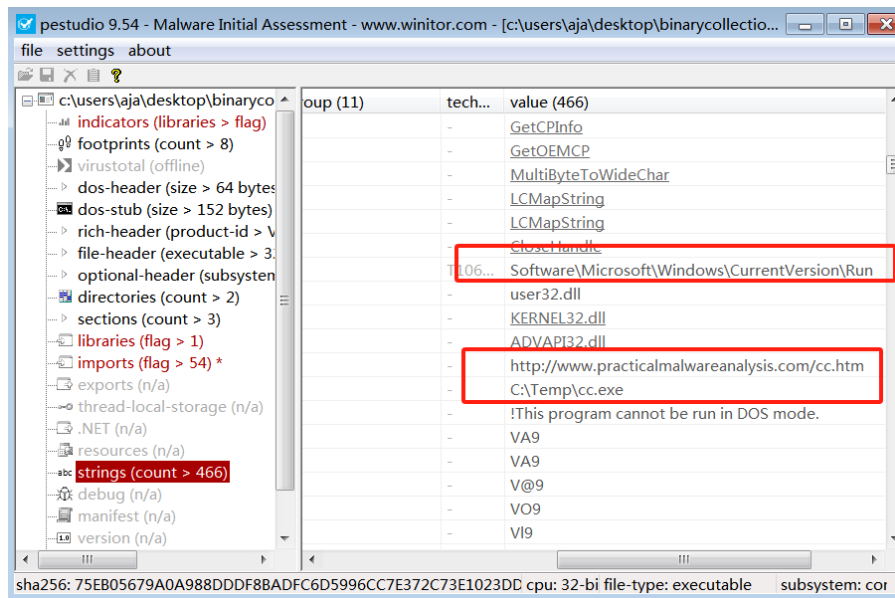 pestudio 9.54 - Malware Initial Assessment - www.winitor.com - [c:\users\aja\desktop\binarycollectio...
file settings about
c:\users\aja\desktop\binaryco
indicators (libraries > flag)
footprints (count > 8)
virustotal (offline)
dos-header (size > 64 bytes
dos-stub (size > 152 bytes)
rich-header (product-id > V
file-header (executable > 3.
optional-header (subsystem
directories (count > 2)
sections (count > 3)
libraries (flag > 1)
imports (flag > 54) *
exports (n/a)
thread-local-storage (n/a)
.NET (n/a)
resources (n/a)
abc strings (count > 466)
debug (n/a)
manifest (n/a)
1.0 version (n/a)
oup (11) tech... value (466)
- GetCPInfo
- GetOEMCP
- MultiByteToWideChar
- LCMapString
- LCMapString
- CloseHandle
T106... Software\Microsoft\Windows\CurrentVersion\Run
- user32.dll
- KERNEL32.dll
- ADVAPI32.dll
- http://www.practicalmalwareanalysis.com/cc.htm
- C:\Temp\cc.exe
- !This program cannot be run in DOS mode.
- VA9
- VA9
- V@9
- VO9
- Vl9
sha256: 75EB05679A0A988DDDF8BADFC6D5996CC7E372C73E1023DD cpu: 32-bi file-type: executable subsystem: cor